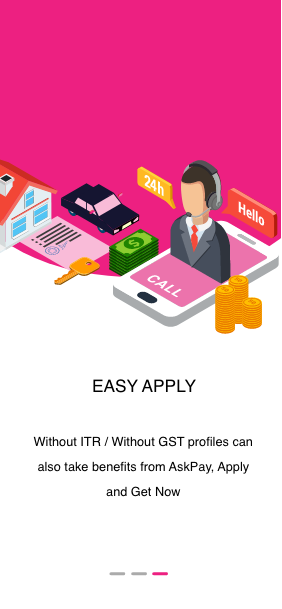 24h
Hello
CALL
$
EASY APPLY
Without ITR / Without GST profiles can
also take benefits from AskPay, Apply
and Get Now